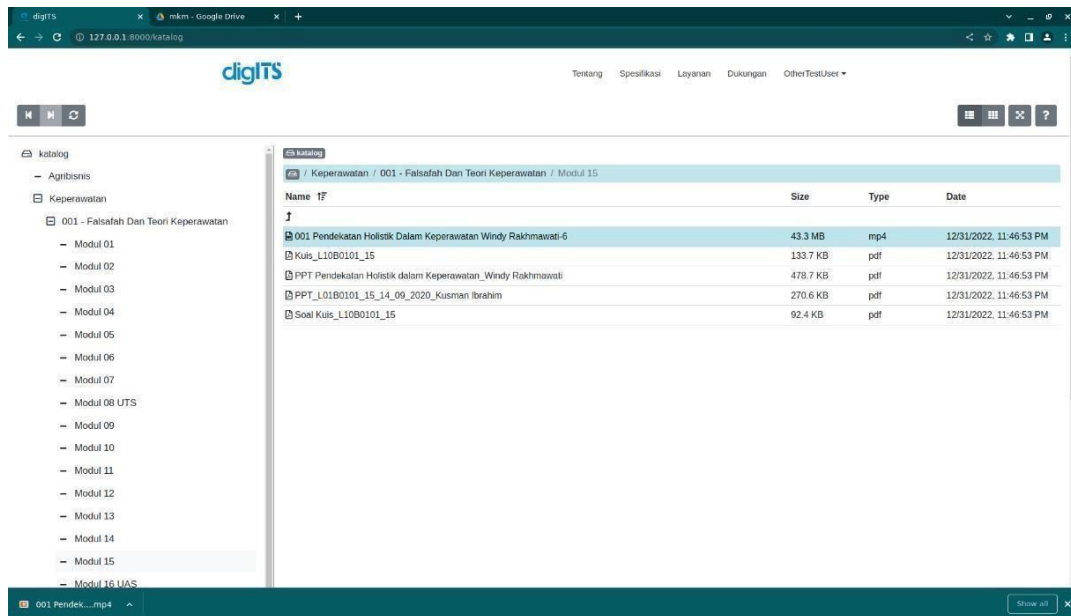 digITS
mkm - Google Drive
127.0.0.1:8000/katalog
digITS
Tentang Spesifikasi Layanan Dukungan OtherTestUser
katalog
Agribisnis
Keperawatan
001 - Falsafah Dan Teori Keperawatan
Modul 01
Modul 02
Modul 03
Modul 04
Modul 05
Modul 06
Modul 07
Modul 08 UTS
Modul 09
Modul 10
Modul 11
Modul 12
Modul 13
Modul 14
Modul 15
Modul 16 UAS
katalog
/ Keperawatan / 001 - Falsafah Dan Teori Keperawatan / Modul 15
Name Size Type Date
001 Pendekatan Holistik Dalam Keperawatan Windy Rakhmawati-6 43.3 MB mp4 12/31/2022, 11:46:53 PM
Kuis_L10B0101_15 133.7 KB pdf 12/31/2022, 11:46:53 PM
PPT Pendekatan Holistik dalam Keperawatan_Windy Rakhmawati 478.7 KB pdf 12/31/2022, 11:46:53 PM
PPT_L01B0101_15_14_09_2020_Kusman Ibrahim 270.6 KB pdf 12/31/2022, 11:46:53 PM
Soal Kuis_L10B0101_15 92.4 KB pdf 12/31/2022, 11:46:53 PM
001 Pendek....mp4
Show all